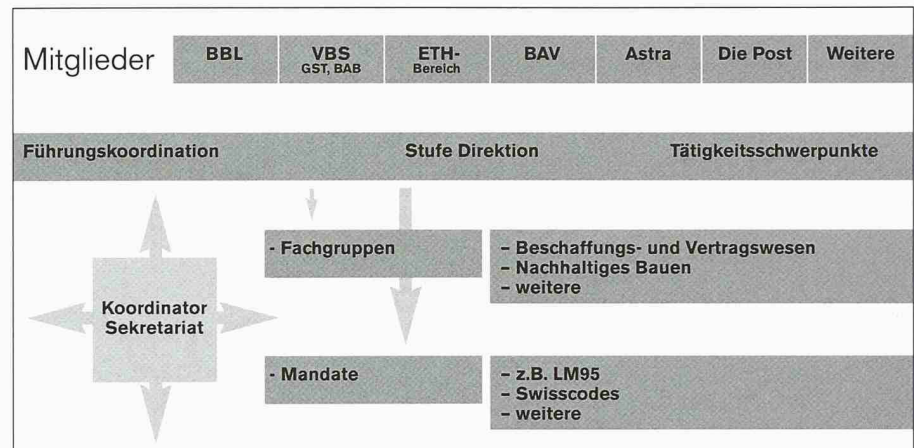 Mitglieder BBL VBS ETH- BAV Astra Die Post Weitere
GST, BAB Bereich
Führungskoordination Stufe Direktion Tätigkeitsschwerpunkte
- Fachgruppen
– Beschaffungs- und Vertragswesen
– Nachhaltiges Bauen
– weitere
Koordinator
Sekretariat
- Mandate
– z.B. LM95
– Swisscodes
– weitere